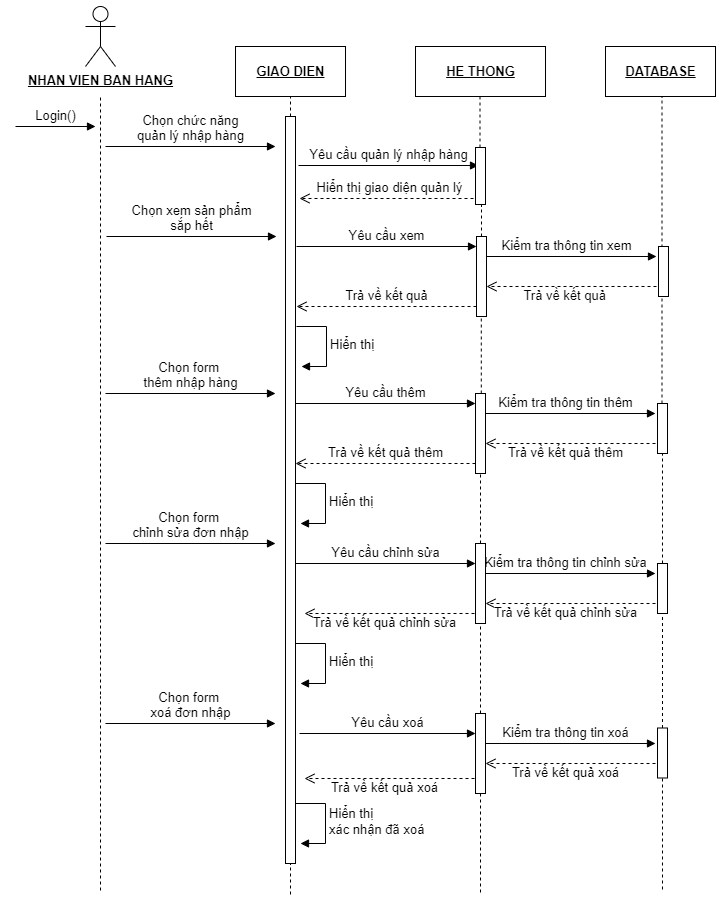 NHAN VIEN BAN HANG
GIAO DIEN
HE THONG
DATABASE
Login()
Chọn chức năng
quản lý nhập hàng
Yêu cầu quản lý nhập hàng
Hiển thị giao diện quản lý
Chọn xem sản phẩm
sắp hết
Yêu cầu xem
Kiểm tra thông tin xem
Trả về kết quả
Trả về kết quả
Hiển thị
Chọn form
thêm nhập hàng
Yêu cầu thêm
Kiểm tra thông tin thêm
Trả về kết quả thêm
Trả về kết quả thêm
Hiển thị
Chọn form
chỉnh sửa đơn nhập
Yêu cầu chỉnh sửa
Kiểm tra thông tin chỉnh sửa
Trả về kết quả chỉnh sửa
Trả về kết quả chỉnh sửa
Hiển thị
Chọn form
xoá đơn nhập
Yêu cầu xoá
Kiểm tra thông tin xoá
Trả về kết quả xoá
Trả về kết quả xoá
Hiển thị
xác nhận đã xoá